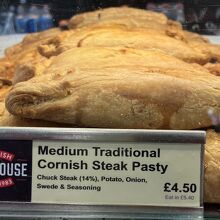 Medium Traditional
Cornish Steak Pasty
Chuck Steak (14%), Potato, Onion,
Swede & Seasoning
£4.50
Eat in £5.40